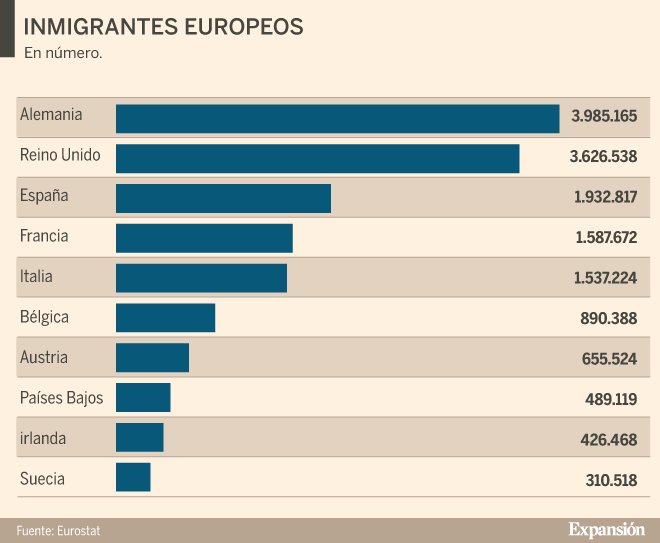 INMIGRANTES EUROPEOS
En número.
Alemania 3.985.165
Reino Unido 3.626.538
España 1.932.817
Francia 1.587.672
Italia 1.537.224
Bélgica 890.388
Austria 655.524
Países Bajos 489.119
irlanda 426.468
Suecia 310.518
Fuente: Eurostat Expansión